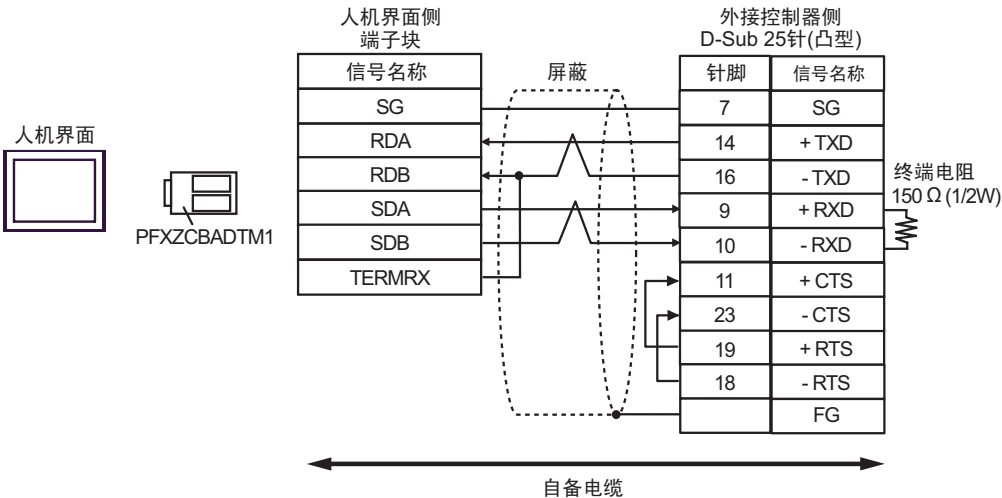 人机界面侧
端子块
外接控制器侧
D-Sub 25针(凸型)
信号名称
屏蔽
针脚
信号名称
SG
7
SG
人机界面
RDA
14
+ TXD
RDB
16
- TXD
终端电阻
150 Ω (1/2W)
SDA
9
+ RXD
PFXZCBADTM1
SDB
10
- RXD
TERMRX
11
+ CTS
23
- CTS
19
+ RTS
18
- RTS
FG
自备电缆